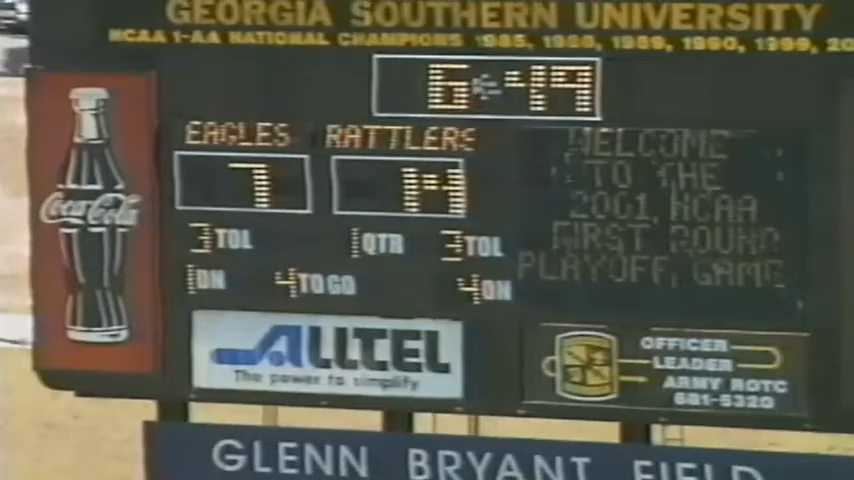 GEORGIA SOUTHERN UNIVERSITY
NCAA 1-AA NATIONAL CHAMPIONS 1985, 1986, 1989, 1990, 1999, 20
6:49
EAGLES RATTLERS
7 14
3 TOL 1 QTR 3 TOL
1 DN 4 TO GO 4 ON
WELCOME
TO THE
2001 NCAA
FIRST ROUND
PLAYOFF GAME
Coca-Cola
ALLTEL
The power to simplify
OFFICER
LEADER
ARMY ROTC
681-5320
GLENN BRYANT FIELD